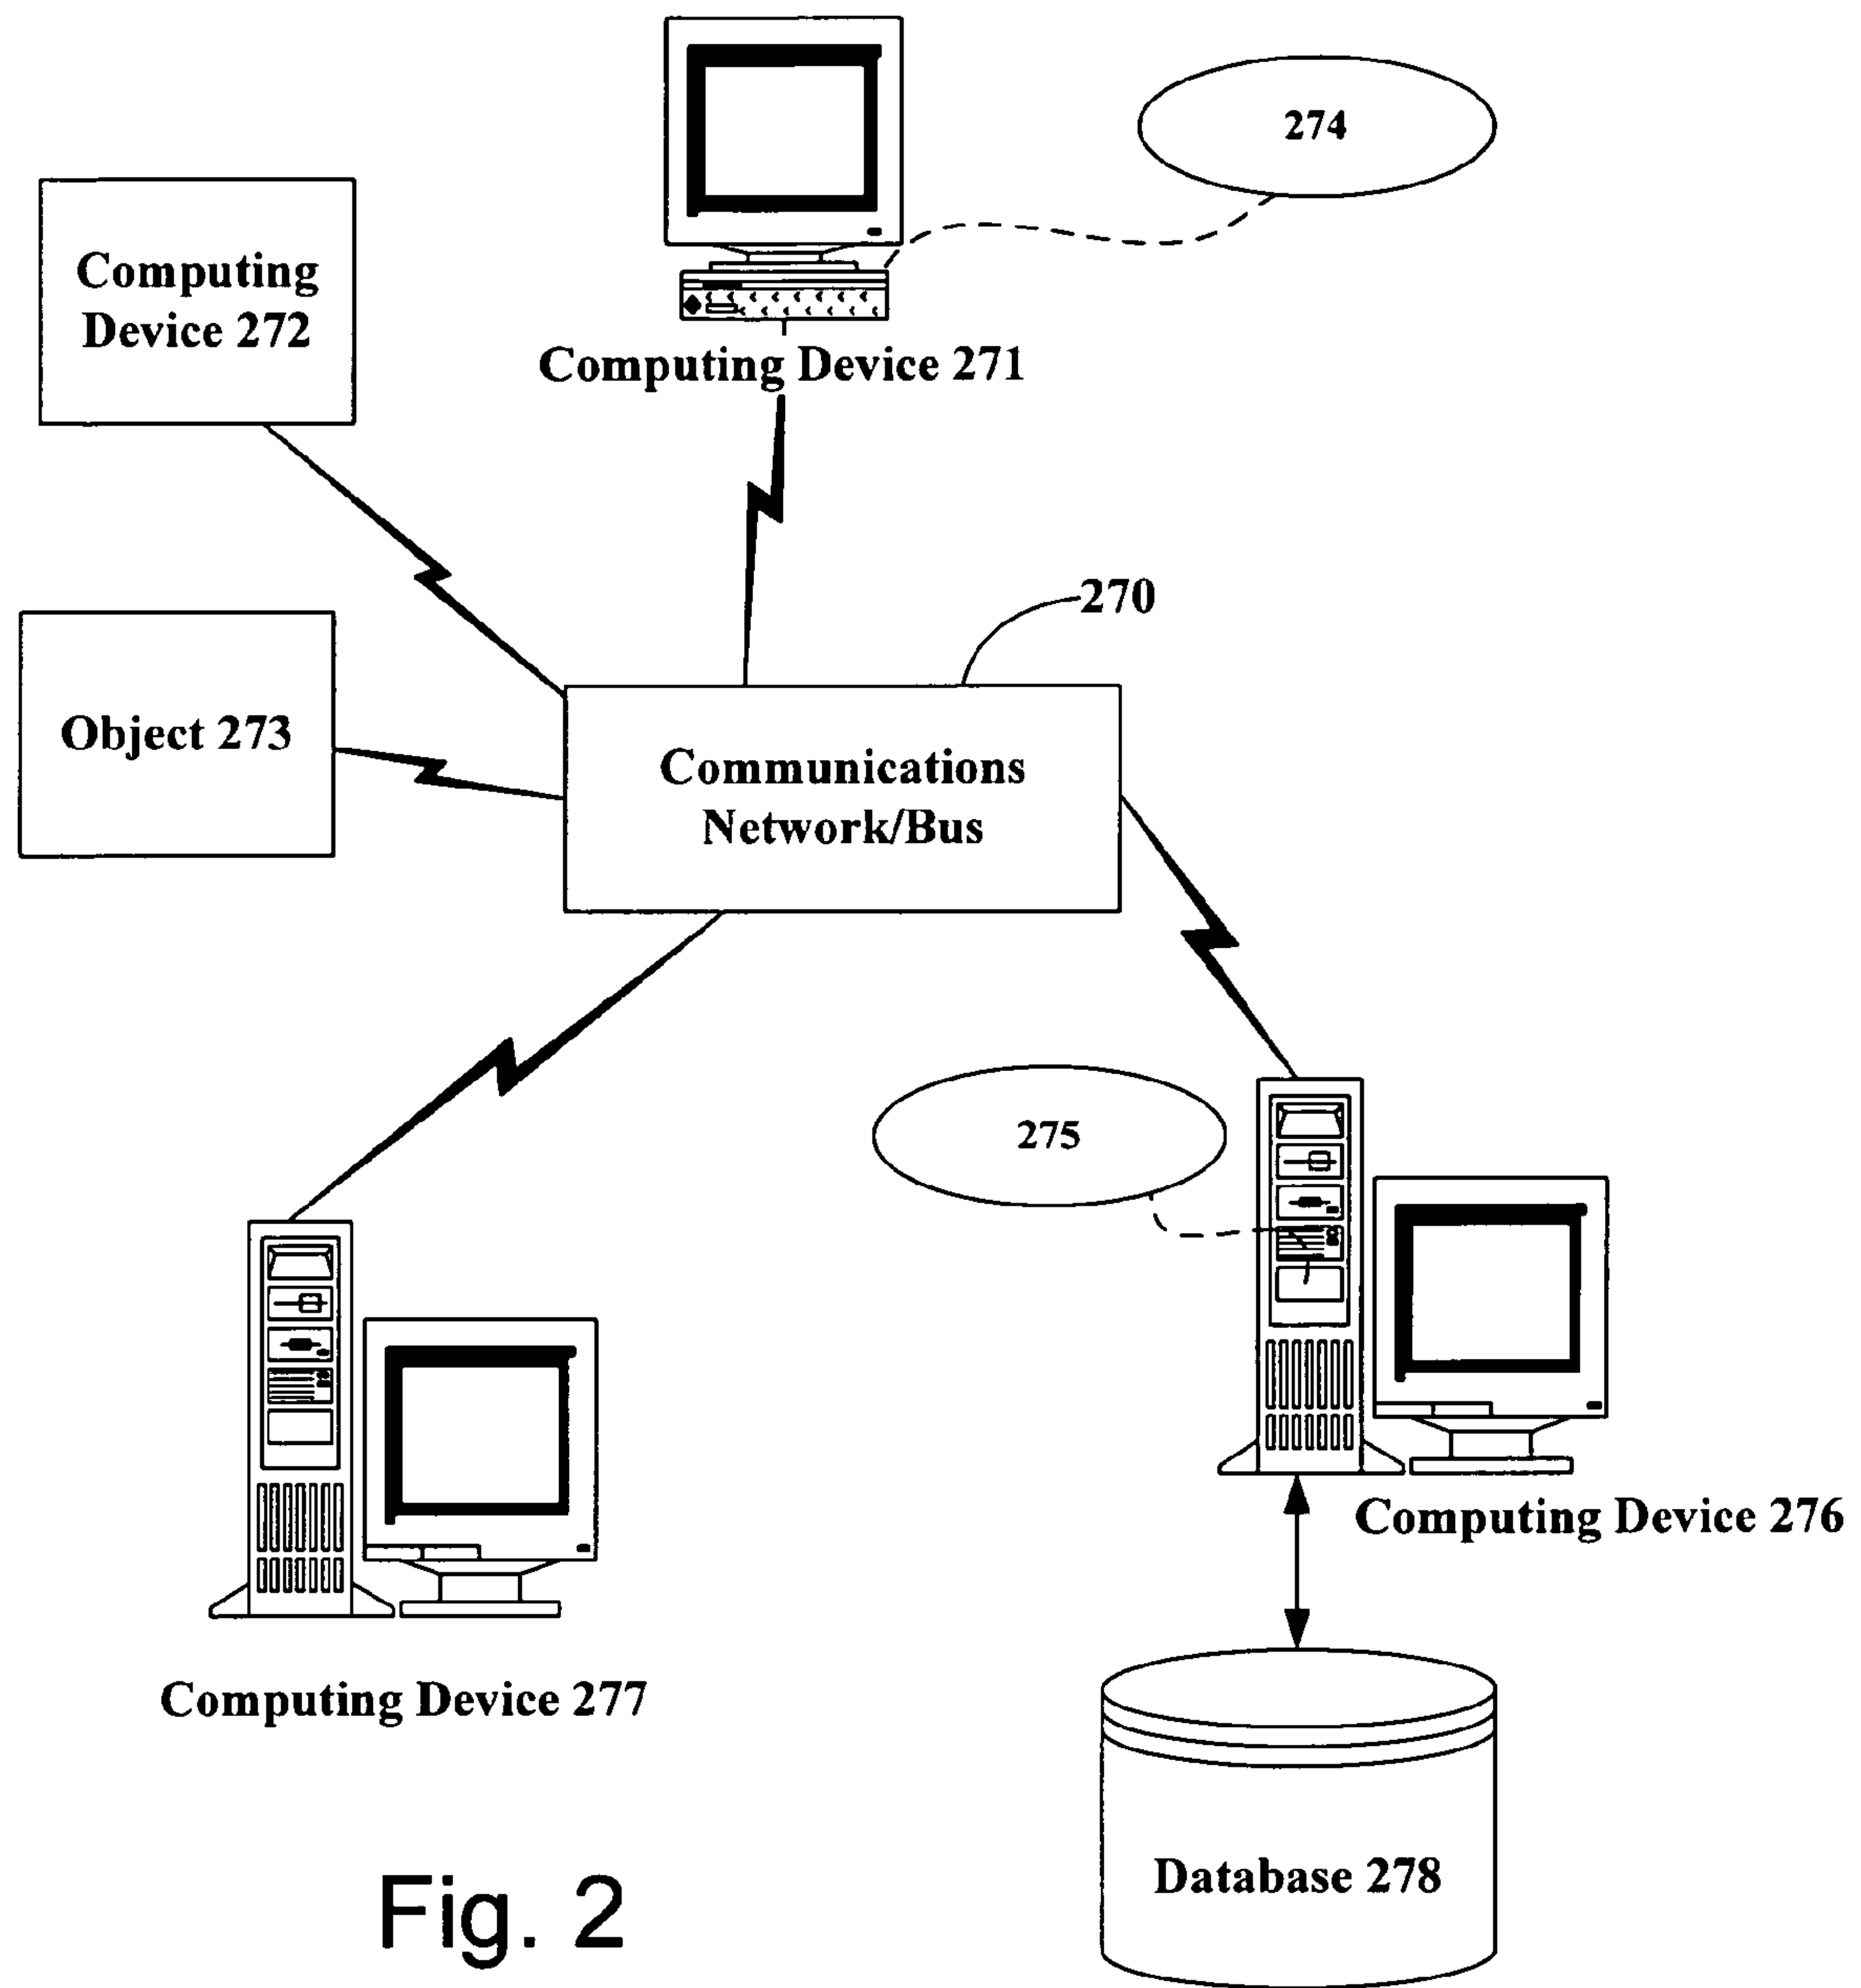 274
Computing
Device 272
Computing Device 271
270
Object 273
Communications
Network/Bus
275
Computing Device 276
Computing Device 277
Database 278
Fig. 2